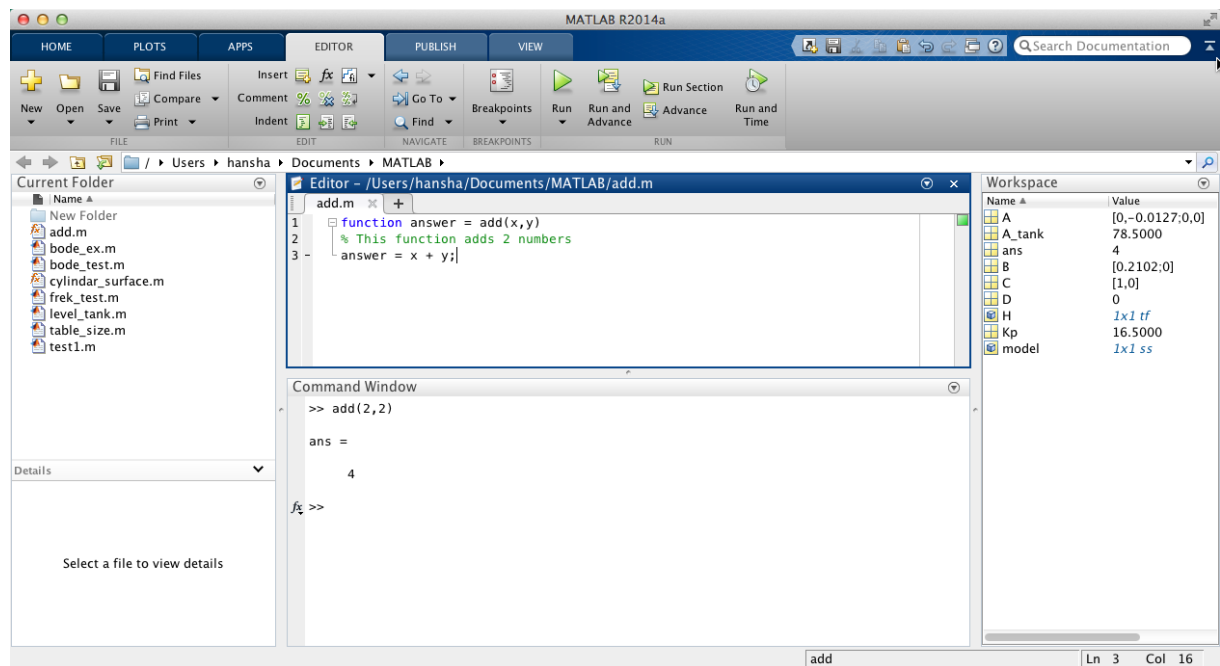 MATLAB R2014a
HOME PLOTS APPS EDITOR PUBLISH VIEW
Search Documentation
New Open Save
Find Files
Compare
Print
FILE
Insert fx
Comment
Indent
EDIT
Go To
Find
NAVIGATE
Breakpoints
BREAKPOINTS
Run
Run and Advance
Run Section
Advance
Run and Time
RUN
/ Users hansha Documents MATLAB
Current Folder
Name
New Folder
add.m
bode_ex.m
bode_test.m
cylindar_surface.m
frek_test.m
level_tank.m
table_size.m
test1.m
Details
Select a file to view details
Editor – /Users/hansha/Documents/MATLAB/add.m
add.m × +
1 function answer = add(x,y)
2 % This function adds 2 numbers
3 – answer = x + y;
Command Window
>> add(2,2)
ans =
4
fx >>
Workspace
Name Value
A [0,-0.0127;0,0]
A_tank 78.5000
ans 4
B [0.2102;0]
C [1,0]
D 0
H 1x1 tf
Kp 16.5000
model 1x1 ss
add Ln 3 Col 16